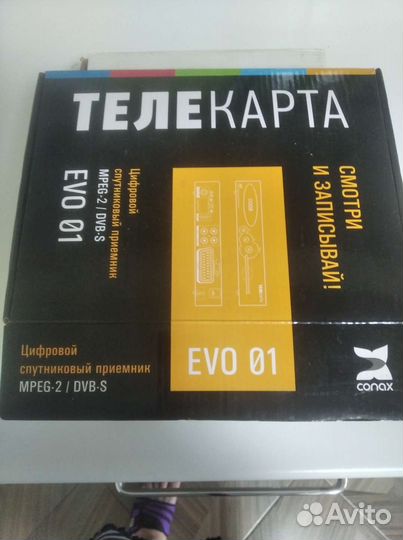 ТЕЛЕКАРТА
СМОТРИ
И ЗАПИСЫВАЙ!
Цифровой
спутниковый приемник
MPEG-2 / DVB-S
EVO 01
Цифровой
спутниковый приемник
MPEG-2 / DVB-S
EVO 01
conax
Avito